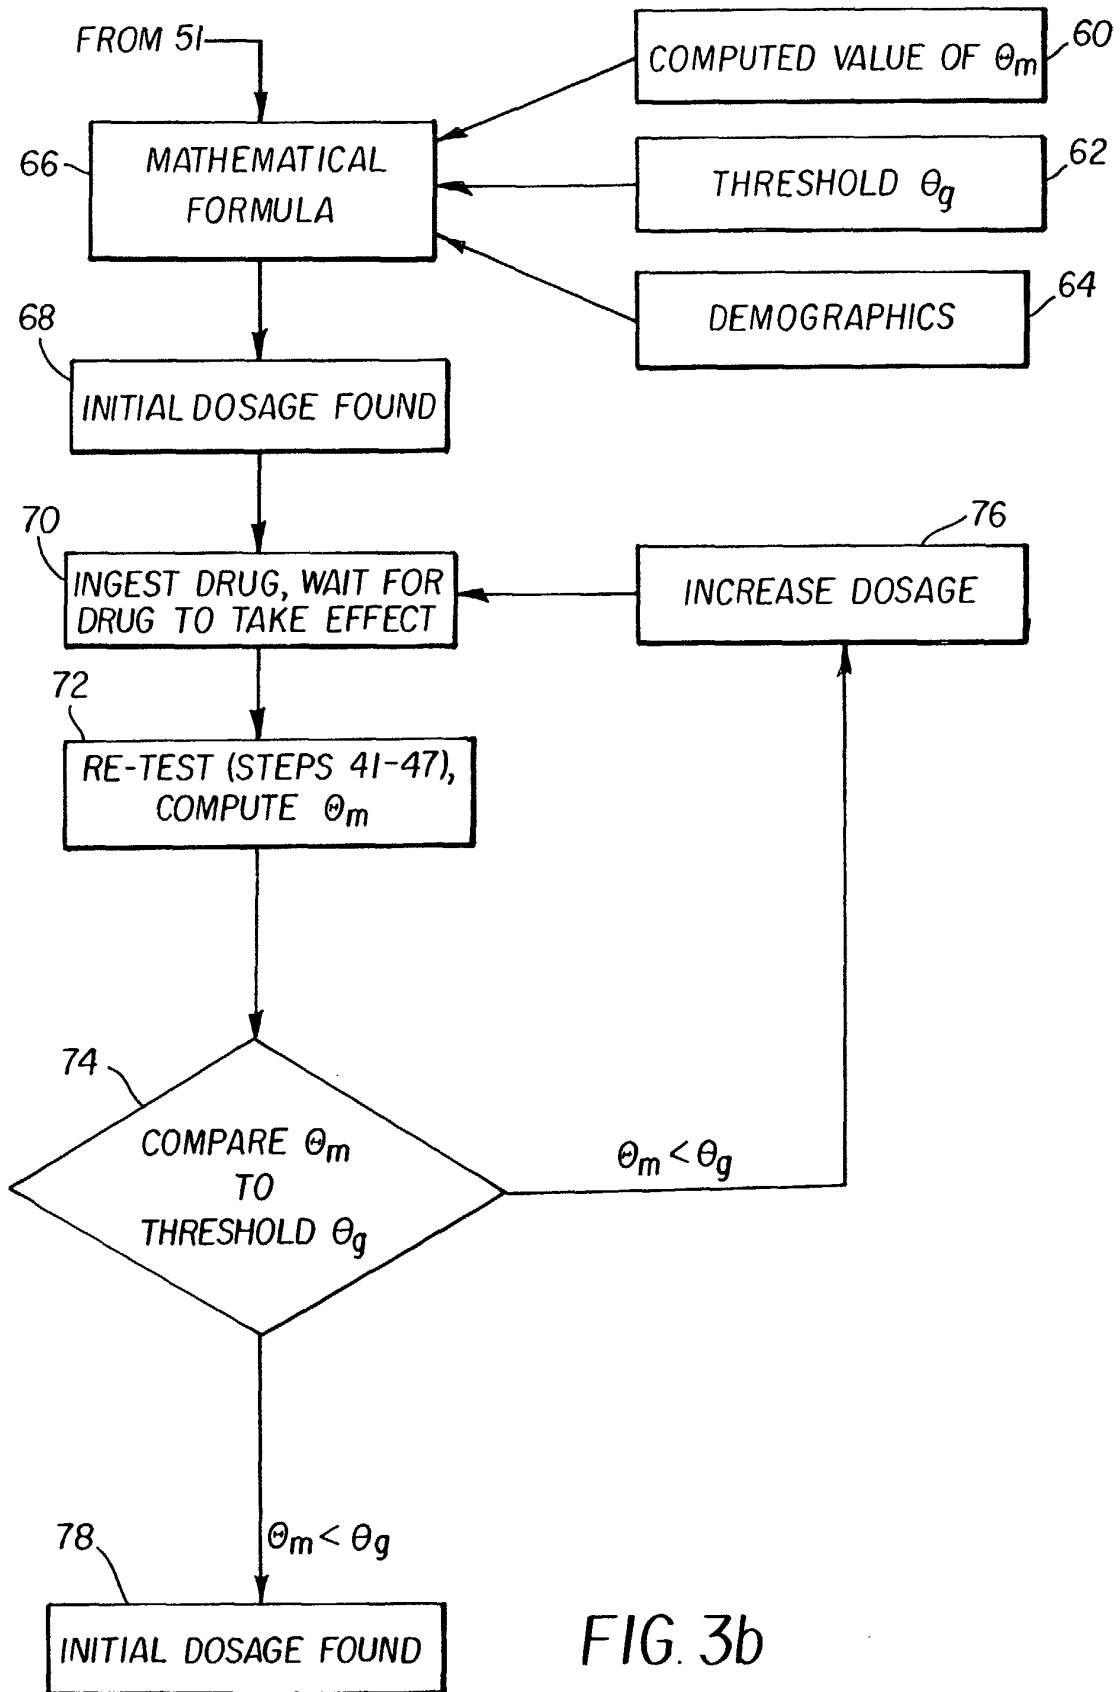 FROM 51
COMPUTED VALUE OF Θm
60
66
MATHEMATICAL
FORMULA
THRESHOLD Θg
62
DEMOGRAPHICS
64
68
INITIAL DOSAGE FOUND
70
INGEST DRUG, WAIT FOR
DRUG TO TAKE EFFECT
76
INCREASE DOSAGE
72
RE-TEST (STEPS 41-47),
COMPUTE Θm
74
COMPARE Θm
TO
THRESHOLD Θg
Θm < Θg
Θm < Θg
78
INITIAL DOSAGE FOUND
FIG. 3b